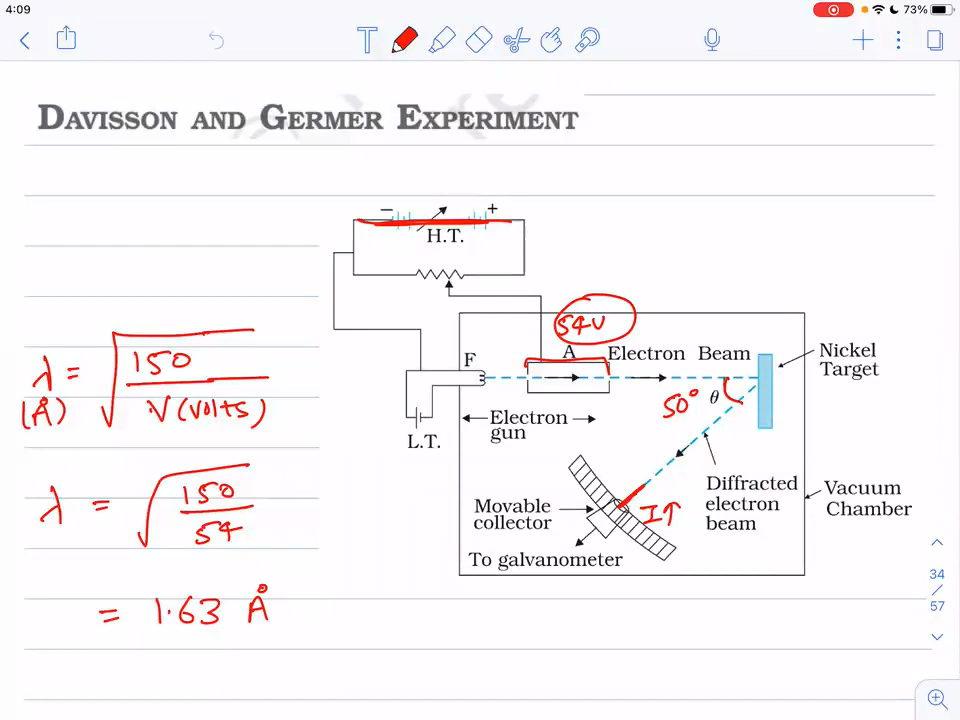 4:09
73%
DAVISSON AND GERMER EXPERIMENT
− +
H.T.
54V
F
A
Electron Beam
Nickel
Target
50° θ
L.T.
Electron
gun
Movable
collector
I↑
Diffracted
electron
beam
Vacuum
Chamber
To galvanometer
λ = √150/V(volts)
(Å)
λ = √150/54
= 1.63 Å
34
/
57